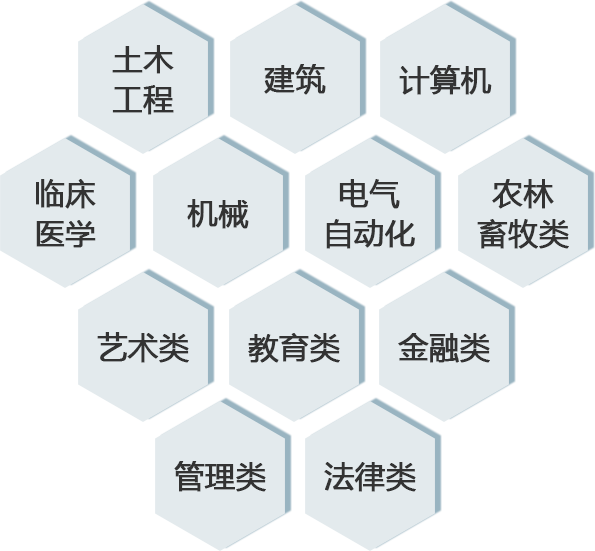 土木
工程
建筑
计算机
临床
医学
机械
电气
自动化
农林
畜牧类
艺术类
教育类
金融类
管理类
法律类